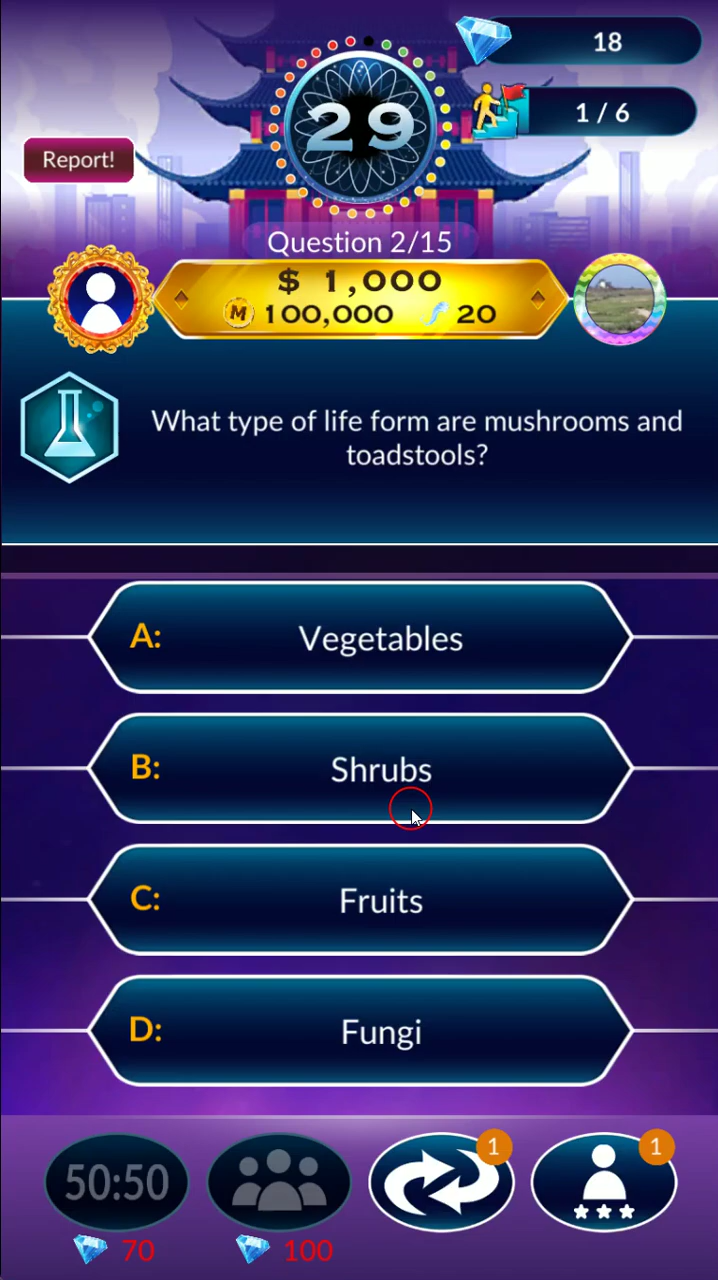 18
29
1 / 6
Report!
Question 2/15
$ 1,000
M 100,000 20
What type of life form are mushrooms and
toadstools?
A: Vegetables
B: Shrubs
C: Fruits
D: Fungi
1 1
50:50
70 100